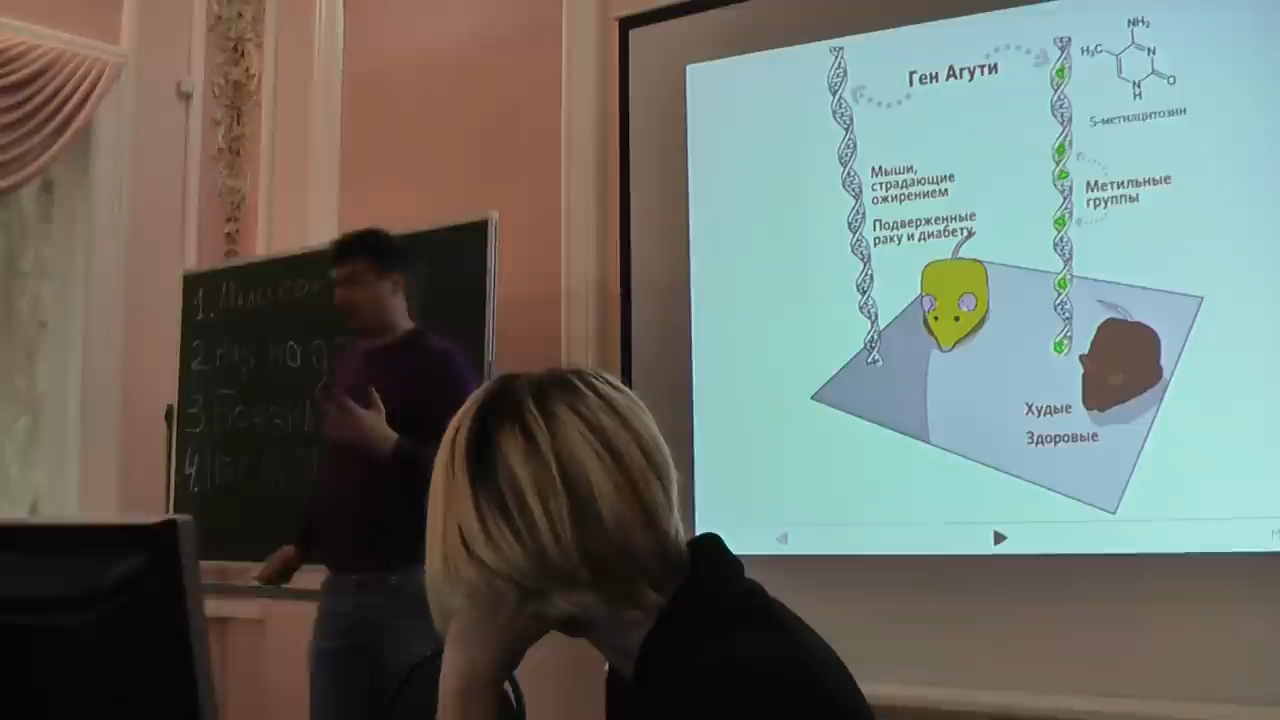 1.
2.
3.
4.
Ген Агути
NH₂
H₃C
N
O
N
H
5-метилцитозин
Мыши,
страдающие
ожирением
Подверженные
раку и диабету
Метильные
группы
Худые
Здоровые